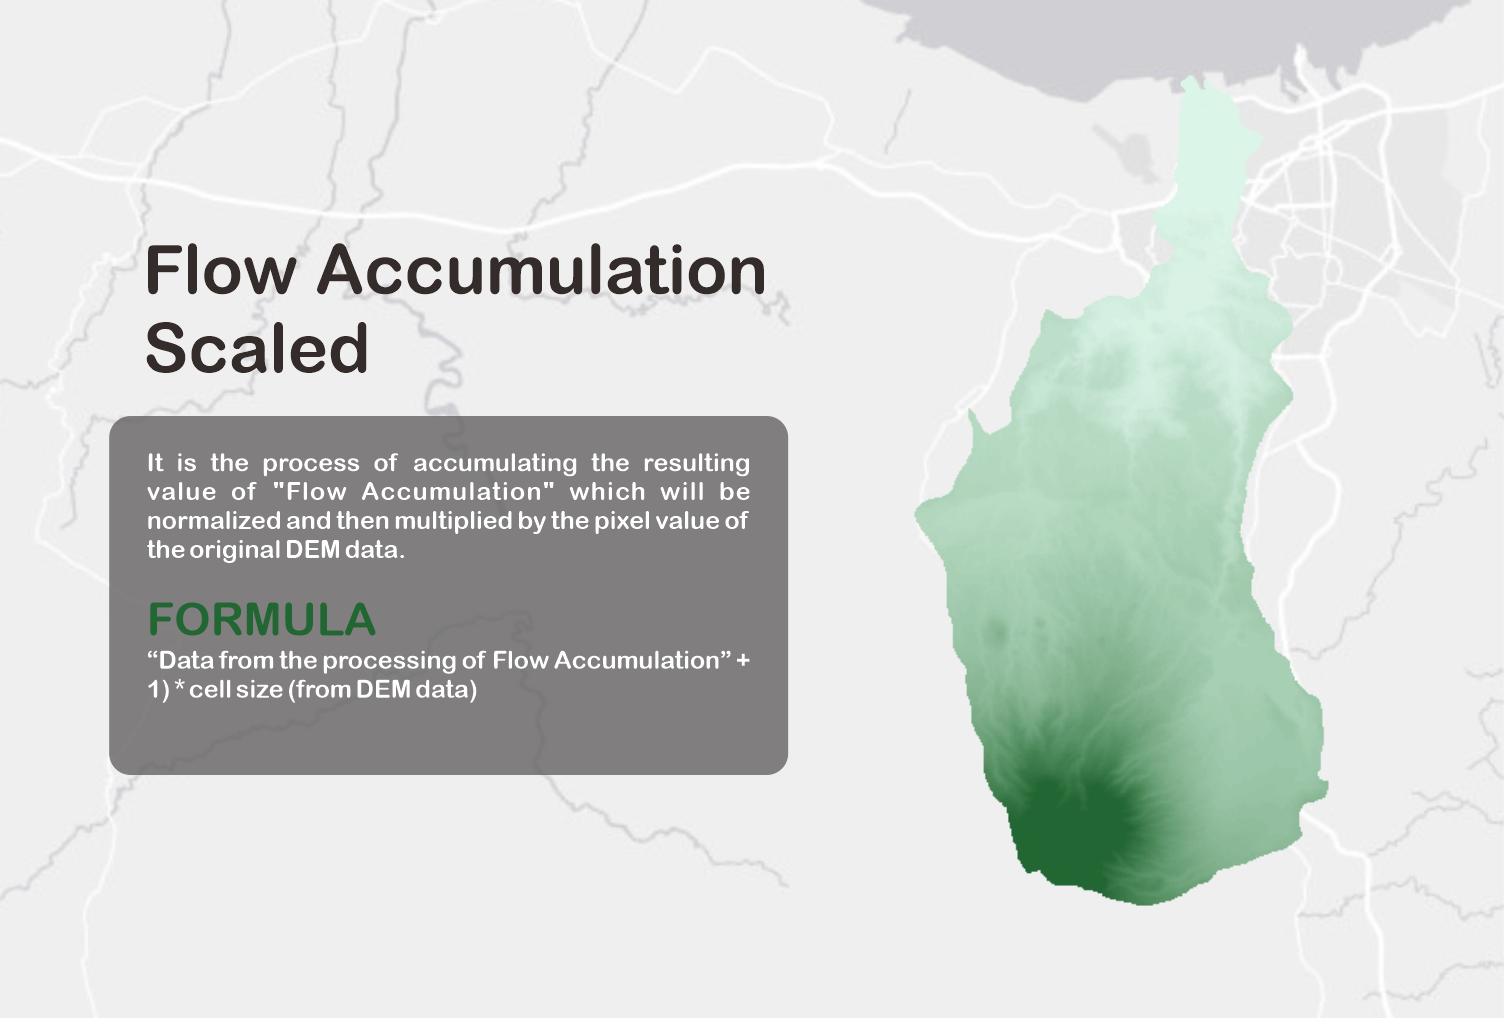 Flow Accumulation
Scaled
It is the process of accumulating the resulting
value of "Flow Accumulation" which will be
normalized and then multiplied by the pixel value of
the original DEM data.
FORMULA
“Data from the processing of Flow Accumulation” +
1) * cell size (from DEM data)